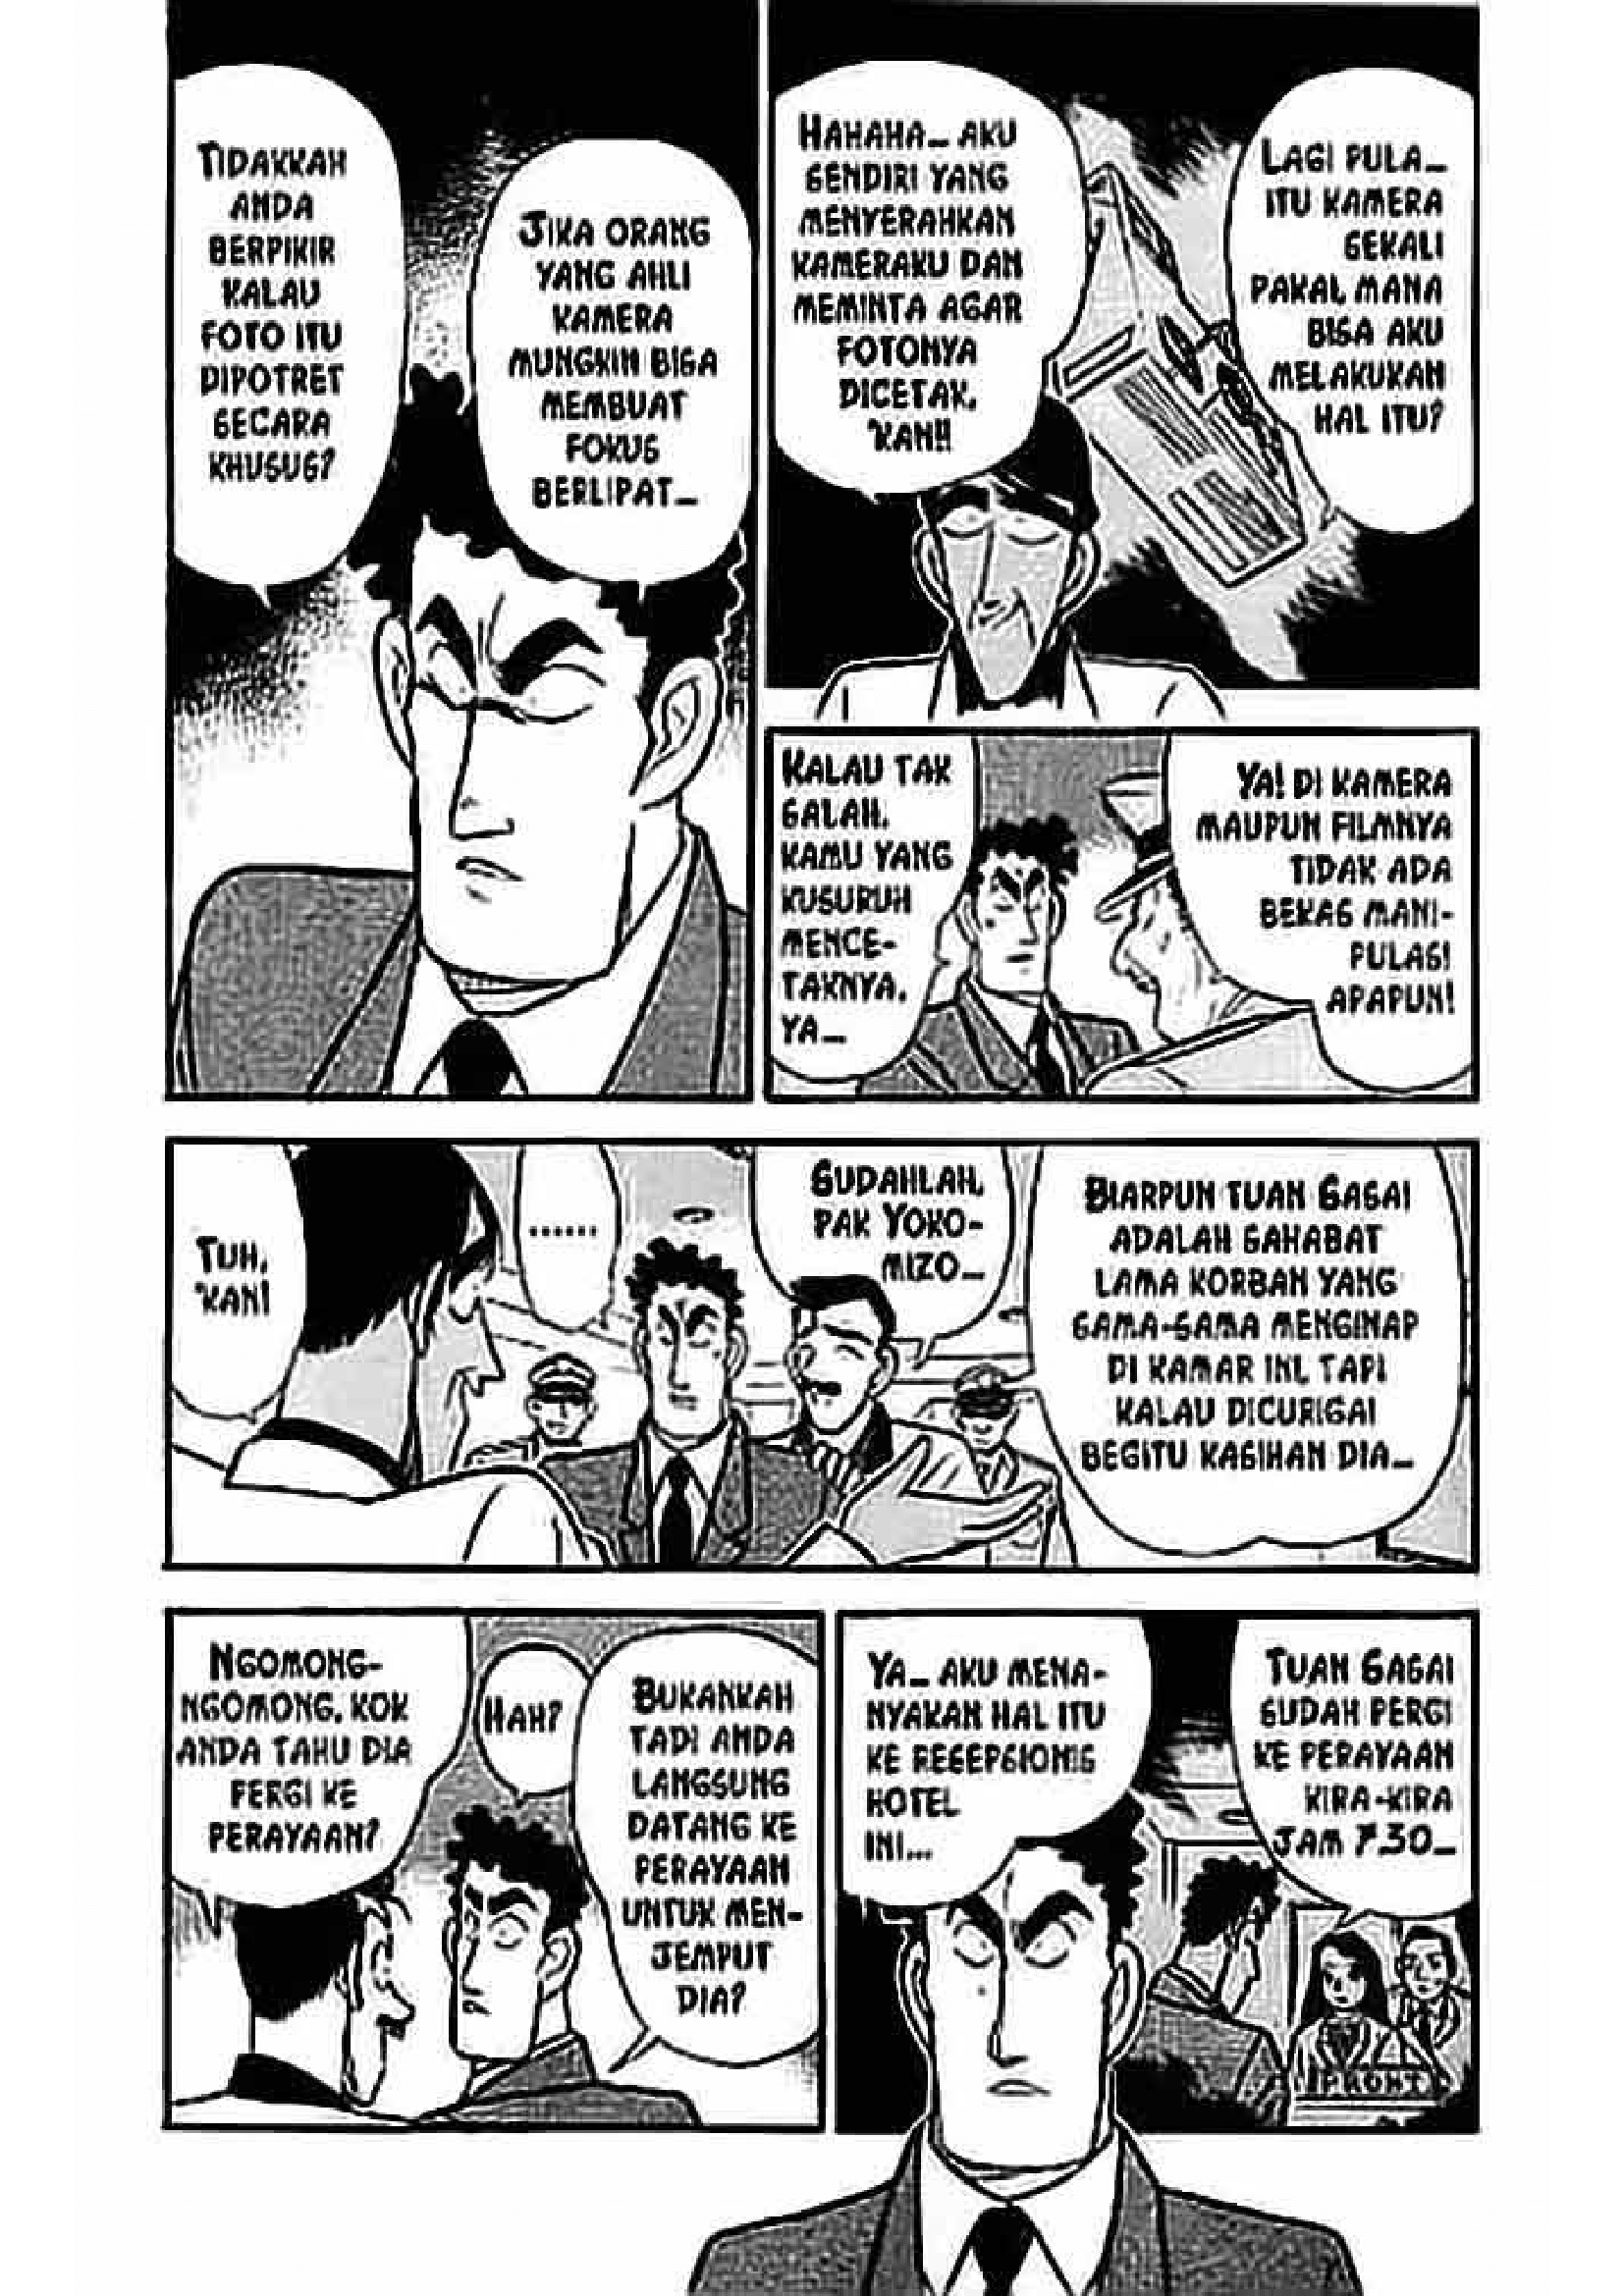 LAGI PULA...
ITU KAMERA
SEKALI
PAKAI, MANA
BISA AKU
MELAKUKAN
HAL ITU?
HAHAHA... AKU
SENDIRI YANG
MENYERAHKAN
KAMERAKU DAN
MEMINTA AGAR
FOTONYA
DICETAK,
'KAN!!
YA! DI KAMERA
MAUPUN FILMNYA
TIDAK ADA
BEKAS MANI-
PULASI
APAPUN!
KALAU TAK
SALAH,
KAMU YANG
KUSURUH
MENCE-
TAKNYA,
YA...
JIKA ORANG
YANG AHLI
KAMERA
MUNGKIN BISA
MEMBUAT
FOKUS
BERLIPAT...
TIDAKKAH
ANDA
BERPIKIR
KALAU
FOTO ITU
DIPOTRET
SECARA
KHUSUS?
BIARPUN TUAN SASAI
ADALAH SAHABAT
LAMA KORBAN YANG
SAMA-SAMA MENGINAP
DI KAMAR INI, TAPI
KALAU DICURIGAI
BEGITU KASIHAN DIA...
SUDAHLAH,
PAK YOKO-
MIZO...
......
TUH,
'KAN!
TUAN SASAI
SUDAH PERGI
KE PERAYAAN
KIRA-KIRA
JAM 7.30...
YA... AKU MENA-
NYAKAN HAL ITU
KE RESEPSIONIS
HOTEL
INI...
FRONT
BUKANKAH
TADI ANDA
LANGSUNG
DATANG KE
PERAYAAN
UNTUK MEN-
JEMPUT
DIA?
HAH?
NGOMONG-
NGOMONG, KOK
ANDA TAHU DIA
PERGI KE
PERAYAAN?